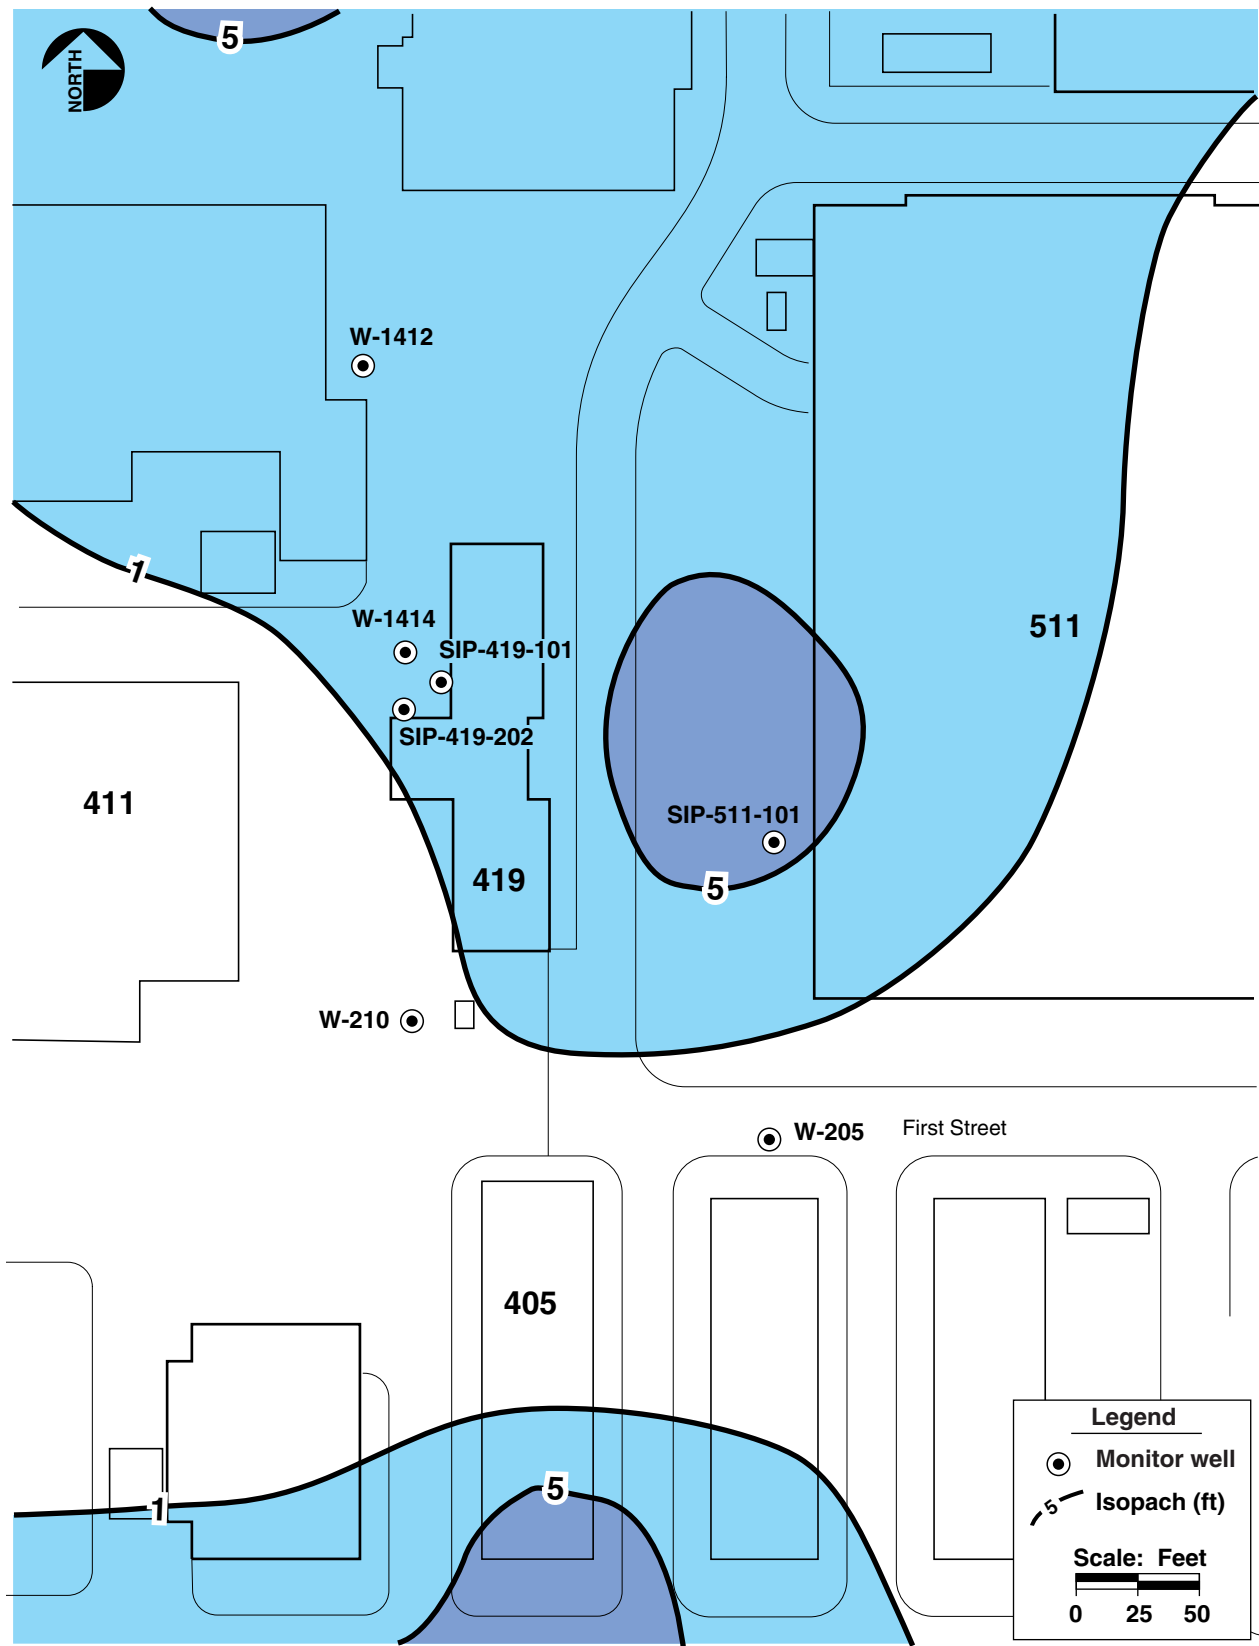 5
NORTH
W-1412
1
W-1414
SIP-419-101
511
SIP-419-202
411
SIP-511-101
419
5
W-210
W-205
First Street
405
5
1
Legend
Monitor well
5
Isopach (ft)
Scale: Feet
0 25 50